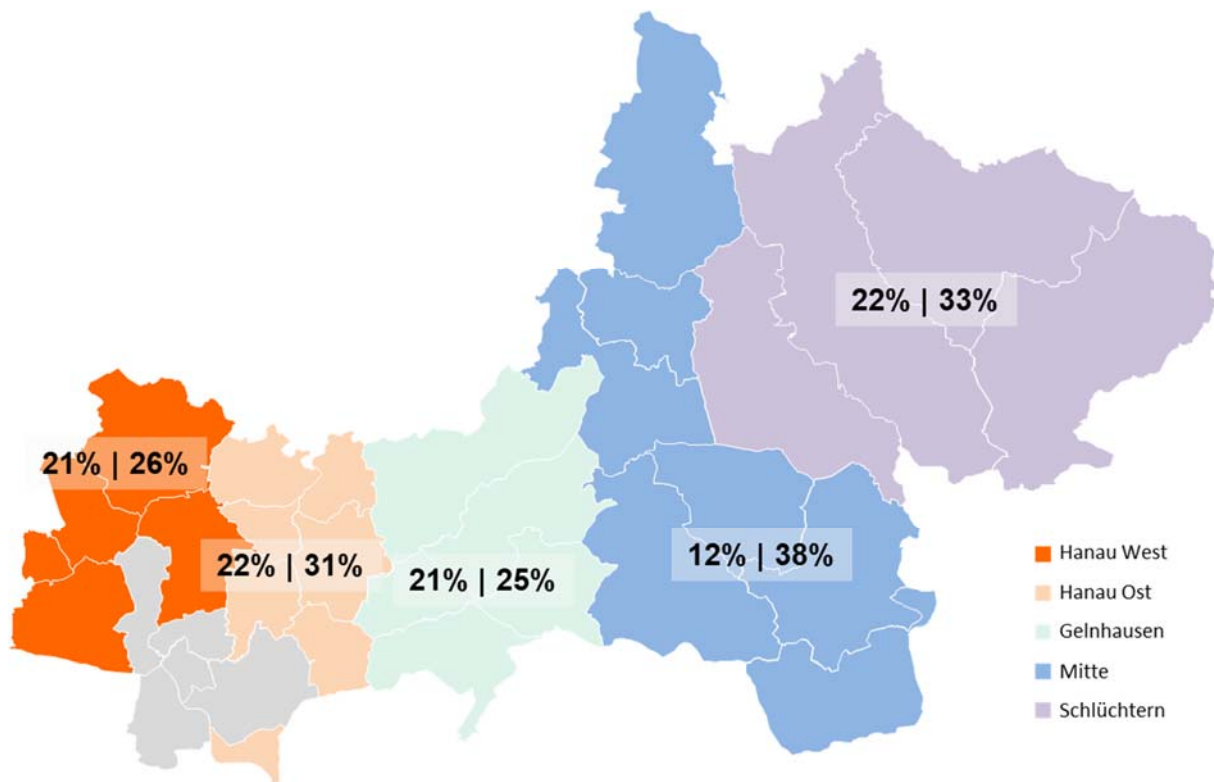 22% | 33%
21% | 26%
22% | 31%
21% | 25%
12% | 38%
Hanau West
Hanau Ost
Gelnhausen
Mitte
Schlüchtern